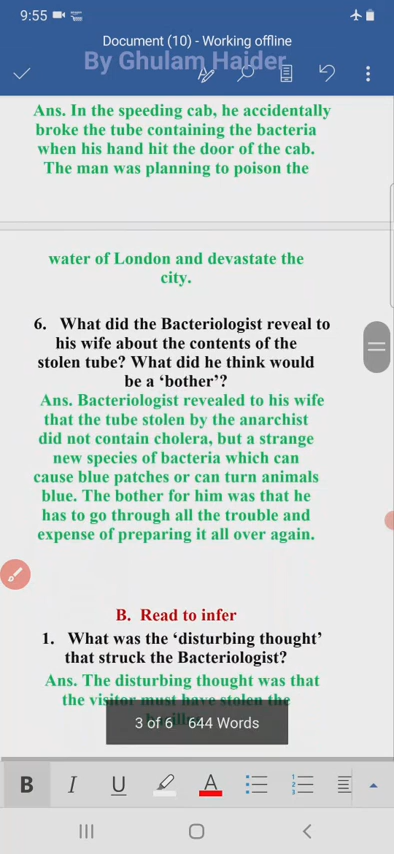 9:55
Document (10) - Working offline
By Ghulam Haider
Ans. In the speeding cab, he accidentally
broke the tube containing the bacteria
when his hand hit the door of the cab.
The man was planning to poison the
water of London and devastate the
city.
6. What did the Bacteriologist reveal to
his wife about the contents of the
stolen tube? What did he think would
be a ‘bother’?
Ans. Bacteriologist revealed to his wife
that the tube stolen by the anarchist
did not contain cholera, but a strange
new species of bacteria which can
cause blue patches or can turn animals
blue. The bother for him was that he
has to go through all the trouble and
expense of preparing it all over again.
B. Read to infer
1. What was the ‘disturbing thought’
that struck the Bacteriologist?
Ans. The disturbing thought was that
the visitor must have stolen the
3 of 6 644 Words
B I U A